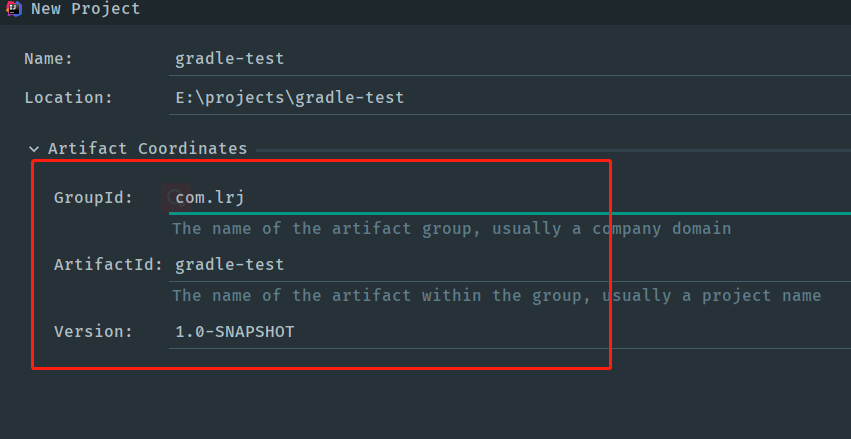 New Project
Name: gradle-test
Location: E:\projects\gradle-test
Artifact Coordinates
GroupId: com.lrj
The name of the artifact group, usually a company domain
ArtifactId: gradle-test
The name of the artifact within the group, usually a project name
Version: 1.0-SNAPSHOT